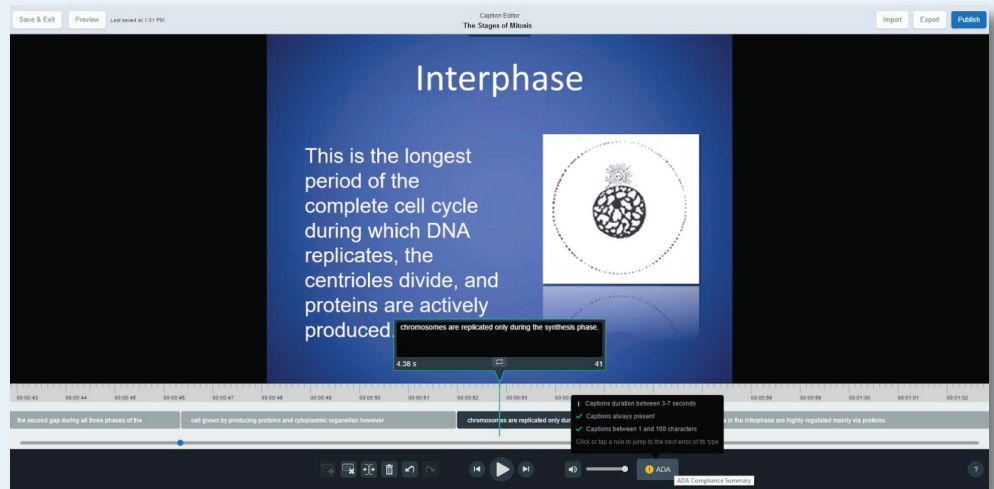 Save & Exit
Preview
Last saved at 1:31 PM
Caption Editor
The Stages of Mitosis
Import
Export
Publish
Interphase
This is the longest
period of the
complete cell cycle
during which DNA
replicates, the
centrioles divide, and
proteins are actively
produced.
chromosomes are replicated only during the synthesis phase.
4.38 s
41
00:00:43
00:00:44
00:00:45
00:00:46
00:00:47
00:00:48
00:00:49
00:00:50
00:00:51
00:00:52
00:00:53
00:00:58
00:00:59
00:01:00
00:01:01
00:01:02
the second gap during all three phases of the
cell grows by producing proteins and cytoplasmic organelles however
chromosomes are replicated only dur
in the interphase are highly regulated mainly via proteins.
! Captions duration between 3-7 seconds
✓ Captions always present
✓ Captions between 1 and 100 characters
Click or tap a rule to jump to the next error of its type
! ADA
ADA Compliance Summary
?